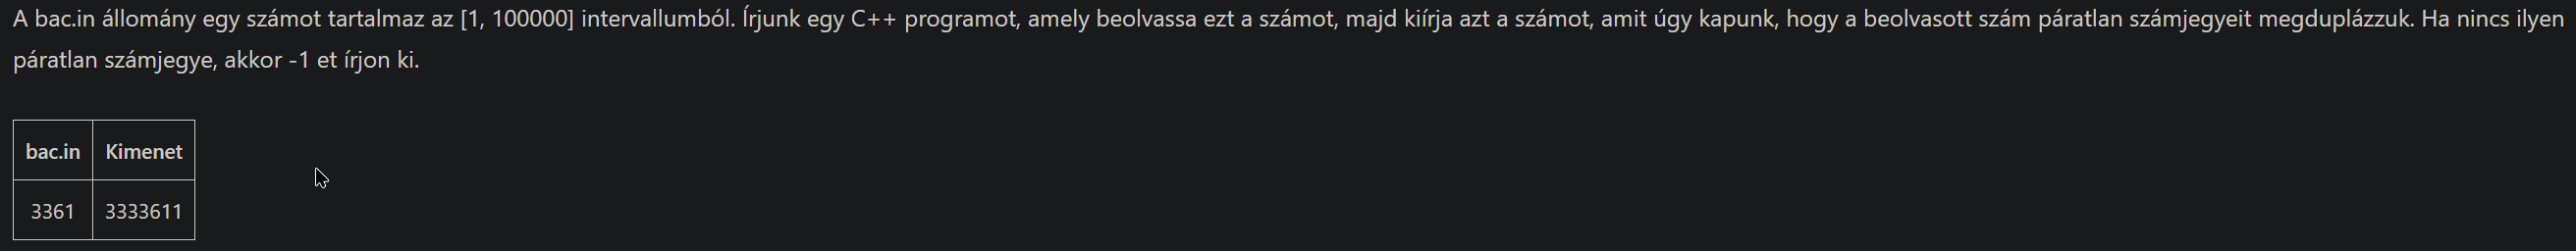 A bac.in állomány egy számot tartalmaz az [1, 100000] intervallumból. Írjunk egy C++ programot, amely beolvassa ezt a számot, majd kiírja azt a számot, amit úgy kapunk, hogy a beolvasott szám páratlan számjegyeit megduplázzuk. Ha nincs ilyen
páratlan számjegye, akkor -1 et írjon ki.
bac.in Kimenet
3361 3333611